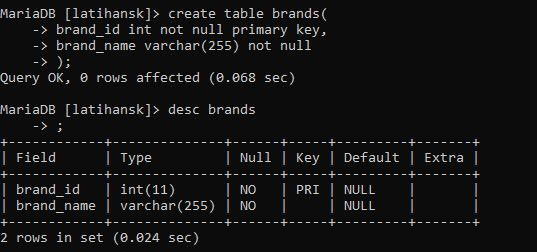 MariaDB [latihansk]> create table brands(
    -> brand_id int not null primary key,
    -> brand_name varchar(255) not null
    -> );
Query OK, 0 rows affected (0.068 sec)

MariaDB [latihansk]> desc brands
    -> ;
+------------+--------------+------+-----+---------+-------+
| Field      | Type         | Null | Key | Default | Extra |
+------------+--------------+------+-----+---------+-------+
| brand_id   | int(11)      | NO   | PRI | NULL    |       |
| brand_name | varchar(255) | NO   |     | NULL    |       |
+------------+--------------+------+-----+---------+-------+
2 rows in set (0.024 sec)